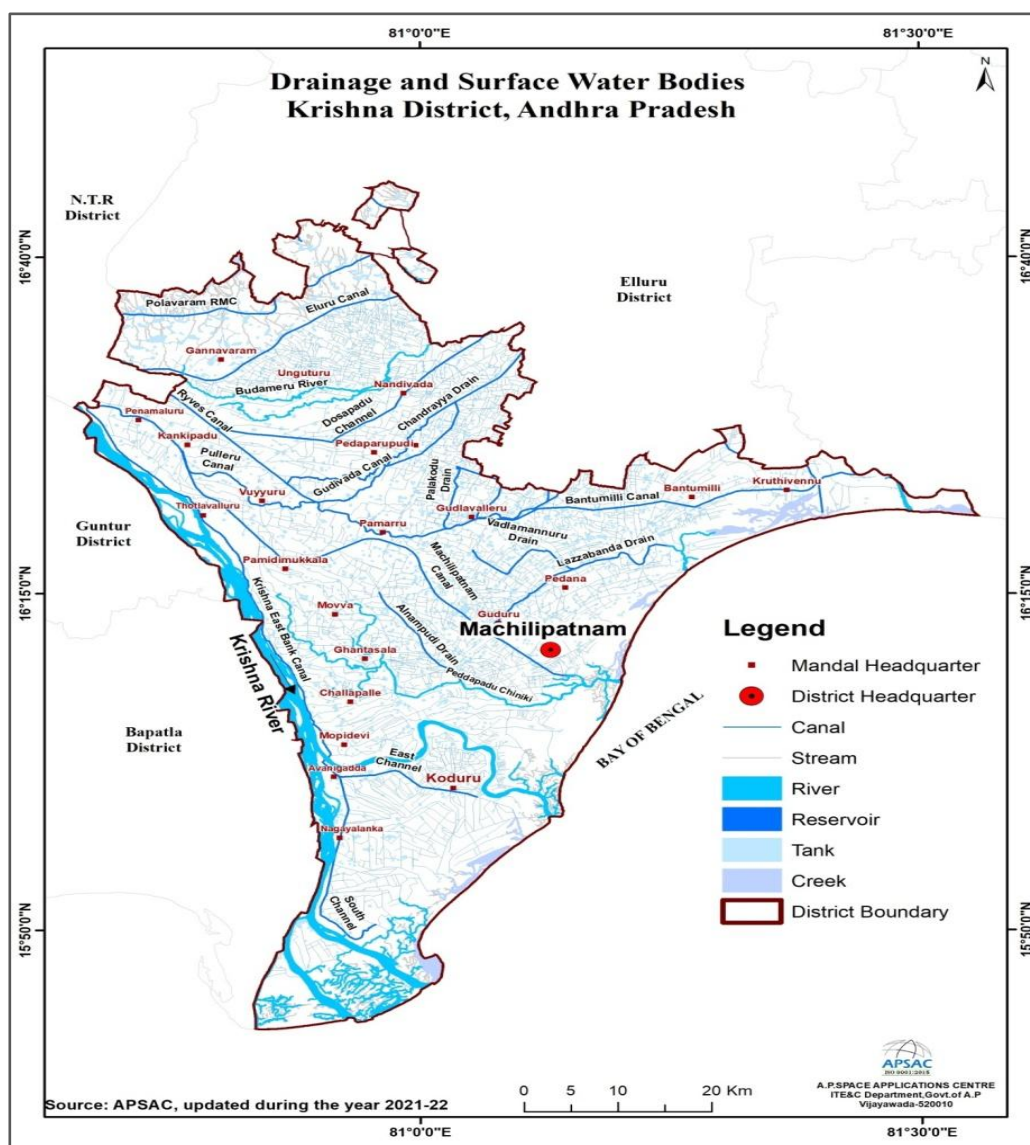 81°0'0"E
81°30'0"E
N
Drainage and Surface Water Bodies
Krishna District, Andhra Pradesh
N.T.R
District
16°40'0"N
16°40'0"N
Elluru
District
Polavaram RMC
Eluru Canal
Gannavaram
Unguturu
Budameru River
Nandivada
Ryves Canal
Dosapadu
Channel
Chandrayya Drain
Penamaluru
Kankipadu
Pulleru
Canal
Pedaparupudi
Gudivada Canal
Palakodu
Drain
Kruthivennu
Bantumilli
Bantumilli Canal
Vuyyuru
Thotlavalluru
Gudlavalleru
Guntur
District
Pamarru
Vadlamannuru
Drain
Lazzabanda Drain
Machilipatnam
Canal
Pamidimukkala
Pedana
16°15'0"N
16°15'0"N
Krishna East Bank Canal
Movva
Guduru
Alnampudi Drain
Machilipatnam
Ghantasala
Peddapadu Chiniki
Krishna River
Challapalle
Bapatla
District
BAY OF BENGAL
Mopidevi
East
Channel
Avanigadda
Koduru
Nagayalanka
South
Channel
15°50'0"N
15°50'0"N
Legend
Mandal Headquarter
District Headquarter
Canal
Stream
River
Reservoir
Tank
Creek
District Boundary
APSAC
ISO 9001:2015
0 5 10 20 Km
A.P.SPACE APPLICATIONS CENTRE
ITE&C Department,Govt.of A.P
Vijayawada-520010
Source: APSAC, updated during the year 2021-22
81°0'0"E
81°30'0"E